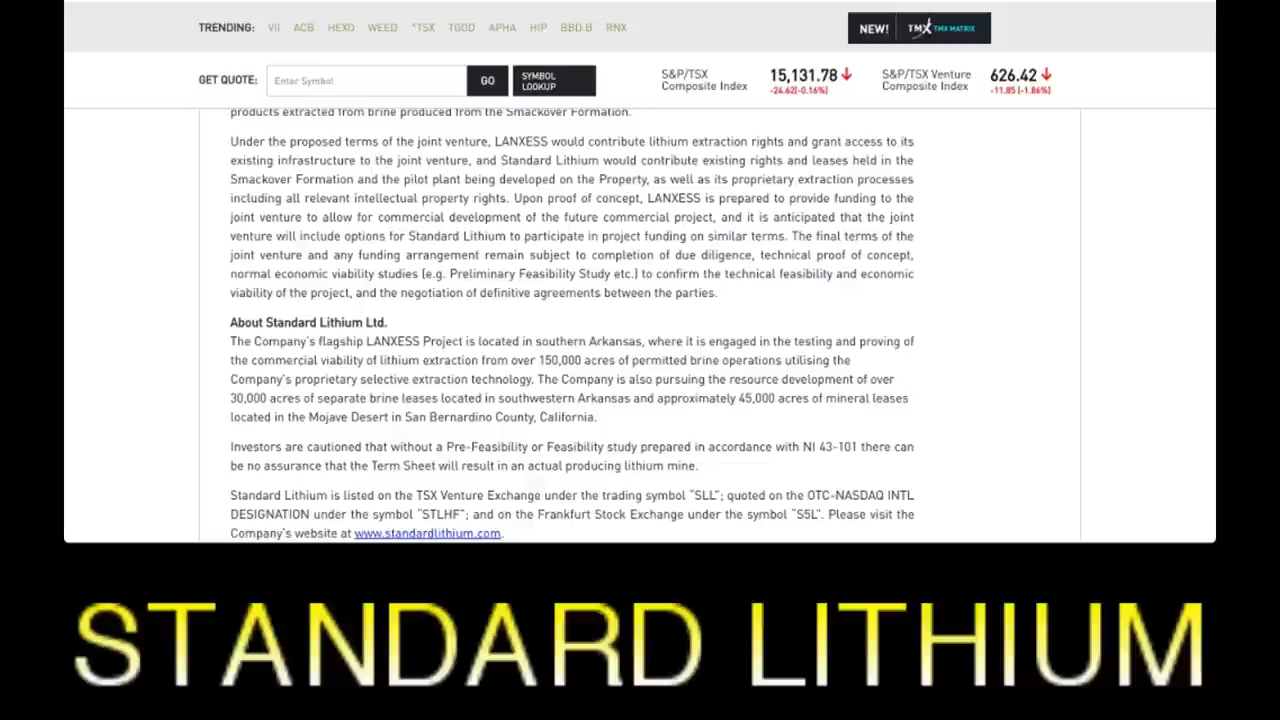 TRENDING: VII ACB HEXO WEED ^TSX TGOD APHA HIP BBD.B RNX
NEW! TMX TMX MATRIX
GET QUOTE: Enter Symbol GO SYMBOL LOOKUP
S&P/TSX Composite Index 15,131.78 -24.62(-0.16%)
S&P/TSX Venture Composite Index 626.42 -11.85 (-1.86%)
products extracted from brine produced from the Smackover Formation.
Under the proposed terms of the joint venture, LANXESS would contribute lithium extraction rights and grant access to its
existing infrastructure to the joint venture, and Standard Lithium would contribute existing rights and leases held in the
Smackover Formation and the pilot plant being developed on the Property, as well as its proprietary extraction processes
including all relevant intellectual property rights. Upon proof of concept, LANXESS is prepared to provide funding to the
joint venture to allow for commercial development of the future commercial project, and it is anticipated that the joint
venture will include options for Standard Lithium to participate in project funding on similar terms. The final terms of the
joint venture and any funding arrangement remain subject to completion of due diligence, technical proof of concept,
normal economic viability studies (e.g. Preliminary Feasibility Study etc.) to confirm the technical feasibility and economic
viability of the project, and the negotiation of definitive agreements between the parties.
About Standard Lithium Ltd.
The Company's flagship LANXESS Project is located in southern Arkansas, where it is engaged in the testing and proving of
the commercial viability of lithium extraction from over 150,000 acres of permitted brine operations utilising the
Company's proprietary selective extraction technology. The Company is also pursuing the resource development of over
30,000 acres of separate brine leases located in southwestern Arkansas and approximately 45,000 acres of mineral leases
located in the Mojave Desert in San Bernardino County, California.
Investors are cautioned that without a Pre-Feasibility or Feasibility study prepared in accordance with NI 43-101 there can
be no assurance that the Term Sheet will result in an actual producing lithium mine.
Standard Lithium is listed on the TSX Venture Exchange under the trading symbol "SLL"; quoted on the OTC-NASDAQ INTL
DESIGNATION under the symbol "STLHF"; and on the Frankfurt Stock Exchange under the symbol "S5L". Please visit the
Company's website at www.standardlithium.com.
STANDARD LITHIUM